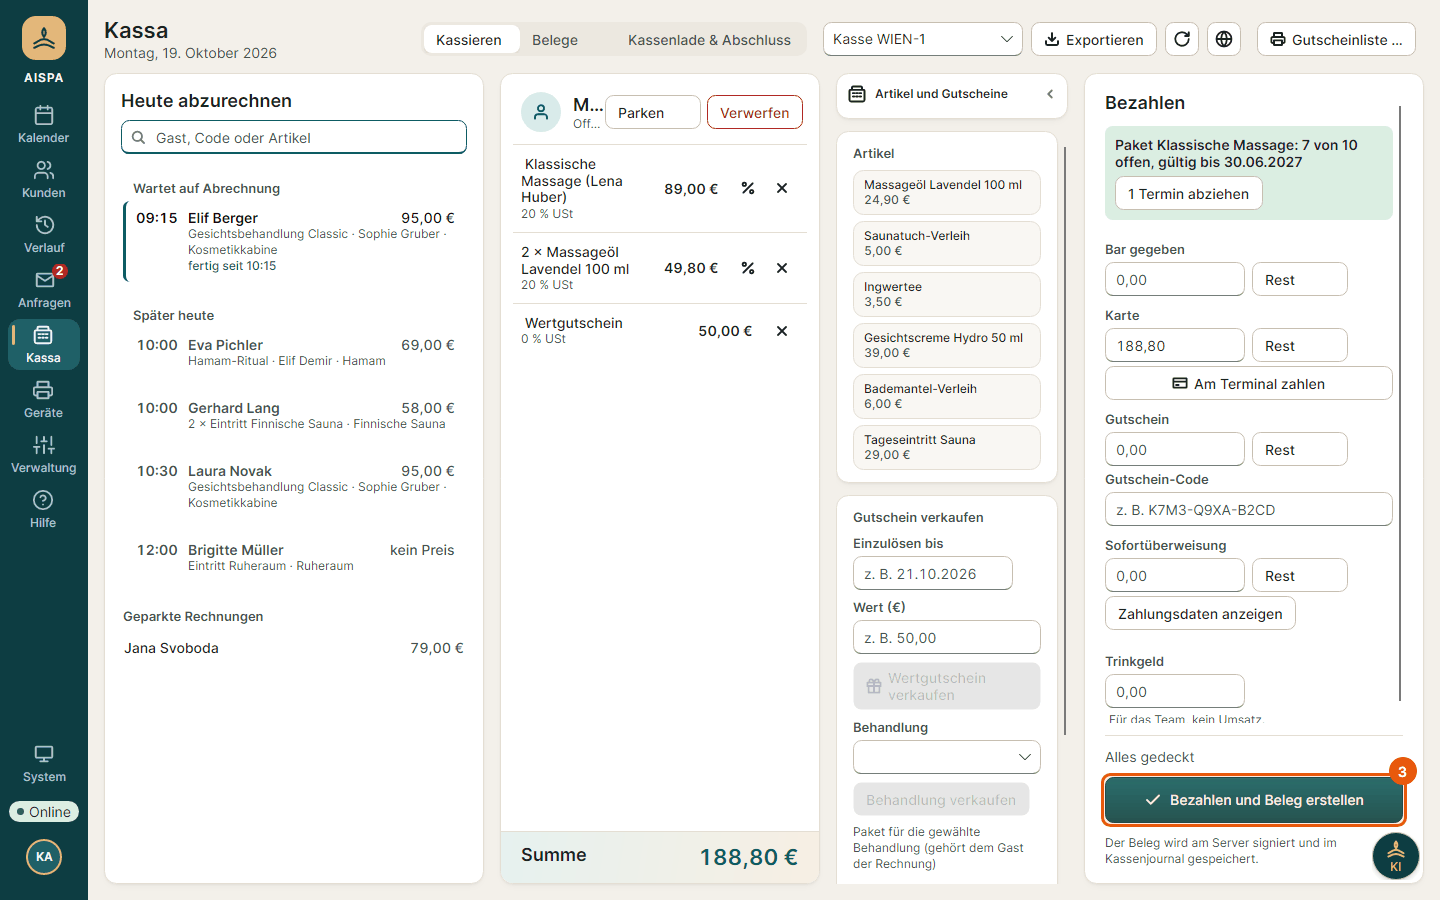 AISPA
Kalender
Kunden
Verlauf
2
Anfragen
Kassa
Geräte
Verwaltung
Hilfe
System
Online
KA
Kassa
Montag, 19. Oktober 2026
Kassieren
Belege
Kassenlade & Abschluss
Kasse WIEN-1
Exportieren
Gutscheinliste ...
Heute abzurechnen
Gast, Code oder Artikel
Wartet auf Abrechnung
09:15 Elif Berger 95,00 €
Gesichtsbehandlung Classic · Sophie Gruber ·
Kosmetikkabine
fertig seit 10:15
Später heute
10:00 Eva Pichler 69,00 €
Hamam-Ritual · Elif Demir · Hamam
10:00 Gerhard Lang 58,00 €
2 × Eintritt Finnische Sauna · Finnische Sauna
10:30 Laura Novak 95,00 €
Gesichtsbehandlung Classic · Sophie Gruber ·
Kosmetikkabine
12:00 Brigitte Müller kein Preis
Eintritt Ruheraum · Ruheraum
Geparkte Rechnungen
Jana Svoboda 79,00 €
M...
Off...
Parken
Verwerfen
Klassische
Massage (Lena
Huber)
20 % USt
89,00 €
2 × Massageöl
Lavendel 100 ml
20 % USt
49,80 €
Wertgutschein
0 % USt
50,00 €
Summe 188,80 €
Artikel und Gutscheine
Artikel
Massageöl Lavendel 100 ml
24,90 €
Saunatuch-Verleih
5,00 €
Ingwertee
3,50 €
Gesichtscreme Hydro 50 ml
39,00 €
Bademantel-Verleih
6,00 €
Tageseintritt Sauna
29,00 €
Gutschein verkaufen
Einzulösen bis
z. B. 21.10.2026
Wert (€)
z. B. 50,00
Wertgutschein
verkaufen
Behandlung
Behandlung verkaufen
Paket für die gewählte
Behandlung (gehört dem Gast
der Rechnung)
Bezahlen
Paket Klassische Massage: 7 von 10
offen, gültig bis 30.06.2027
1 Termin abziehen
Bar gegeben
0,00 Rest
Karte
188,80 Rest
Am Terminal zahlen
Gutschein
0,00 Rest
Gutschein-Code
z. B. K7M3-Q9XA-B2CD
Sofortüberweisung
0,00 Rest
Zahlungsdaten anzeigen
Trinkgeld
0,00
Für das Team, kein Umsatz.
Alles gedeckt
3
Bezahlen und Beleg erstellen
Der Beleg wird am Server signiert und im
Kassenjournal gespeichert.
KI